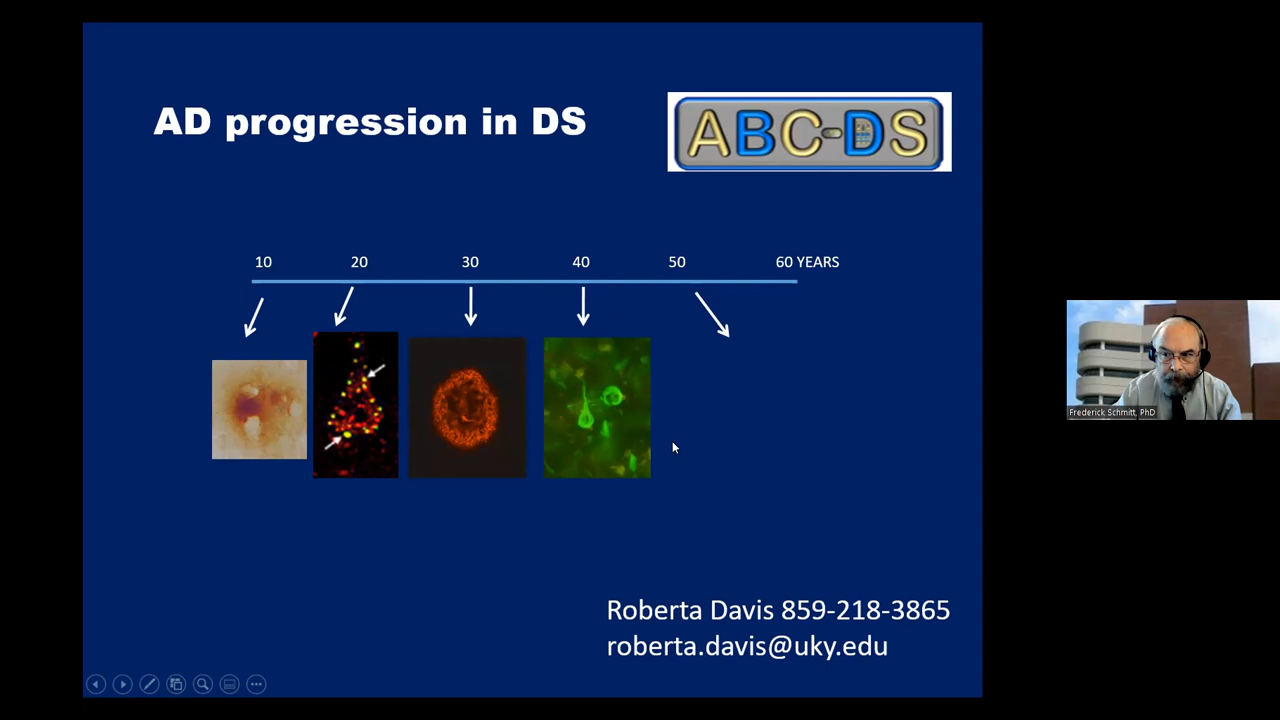 AD progression in DS
ABC-DS
10 20 30 40 50 60 YEARS
Frederick Schmitt, PhD
Roberta Davis 859-218-3865
roberta.davis@uky.edu